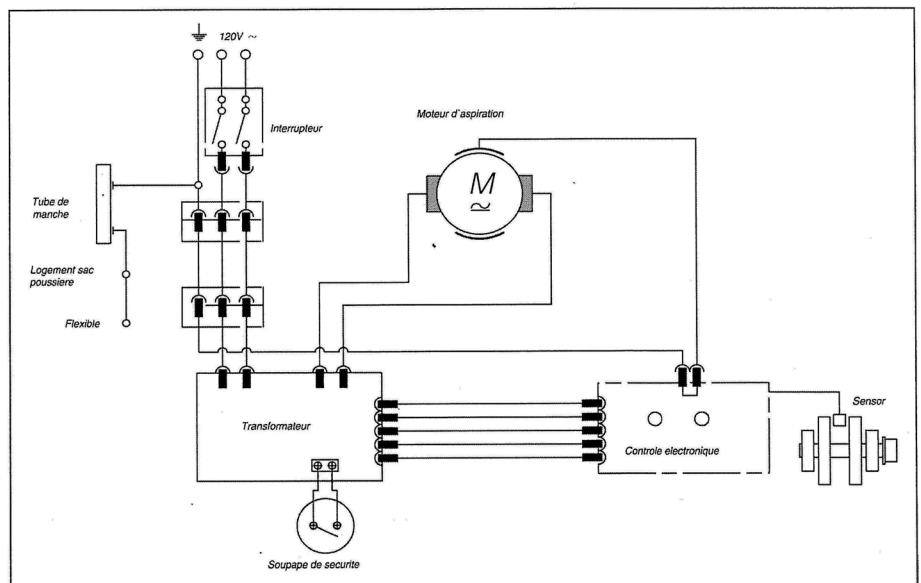 120V ~
Interrupteur
Moteur d`aspiration
M
~
Tube de
manche
Logement sac
poussiere
Flexible
Transformateur
Controle electronique
Sensor
Soupape de securite